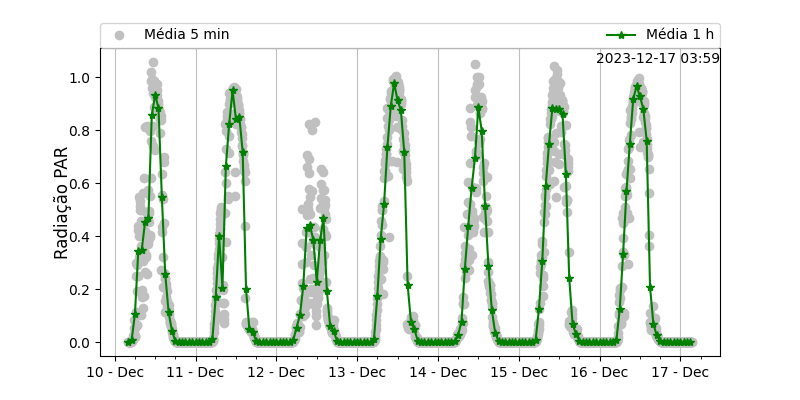 Média 5 min
Média 1 h
2023-12-17 03:59
Radiação PAR
1.0
0.8
0.6
0.4
0.2
0.0
10 - Dec
11 - Dec
12 - Dec
13 - Dec
14 - Dec
15 - Dec
16 - Dec
17 - Dec